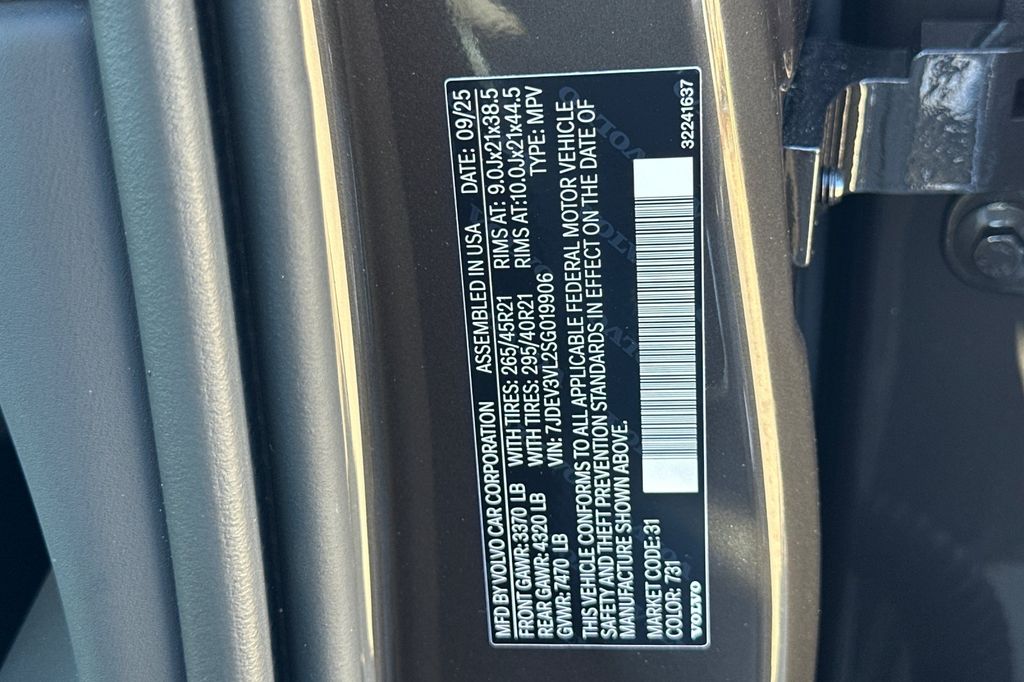 MFD BY VOLVO CAR CORPORATION ASSEMBLED IN USA DATE: 09/25
FRONT GAWR: 3370 LB WITH TIRES: 265/45R21 RIMS AT: 9.0Jx21x38.5
REAR GAWR: 4320 LB WITH TIRES: 295/40R21 RIMS AT:10.0Jx21x44.5
GVWR: 7470 LB VIN: 7JDEV3VL2SG019906 TYPE: MPV
THIS VEHICLE CONFORMS TO ALL APPLICABLE FEDERAL MOTOR VEHICLE
SAFETY AND THEFT PREVENTION STANDARDS IN EFFECT ON THE DATE OF
MANUFACTURE SHOWN ABOVE.
MARKET CODE: 31
COLOR: 731
VOLVO
32241637